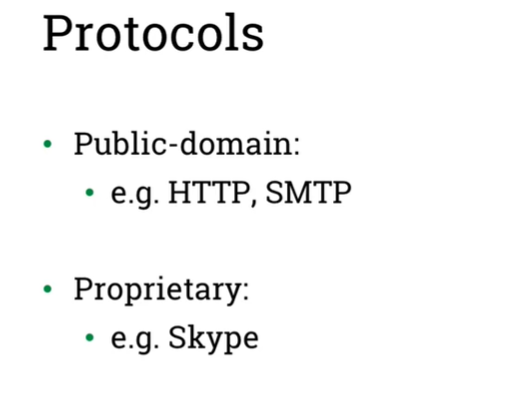 Protocols
• Public-domain:
• e.g. HTTP, SMTP
• Proprietary:
• e.g. Skype